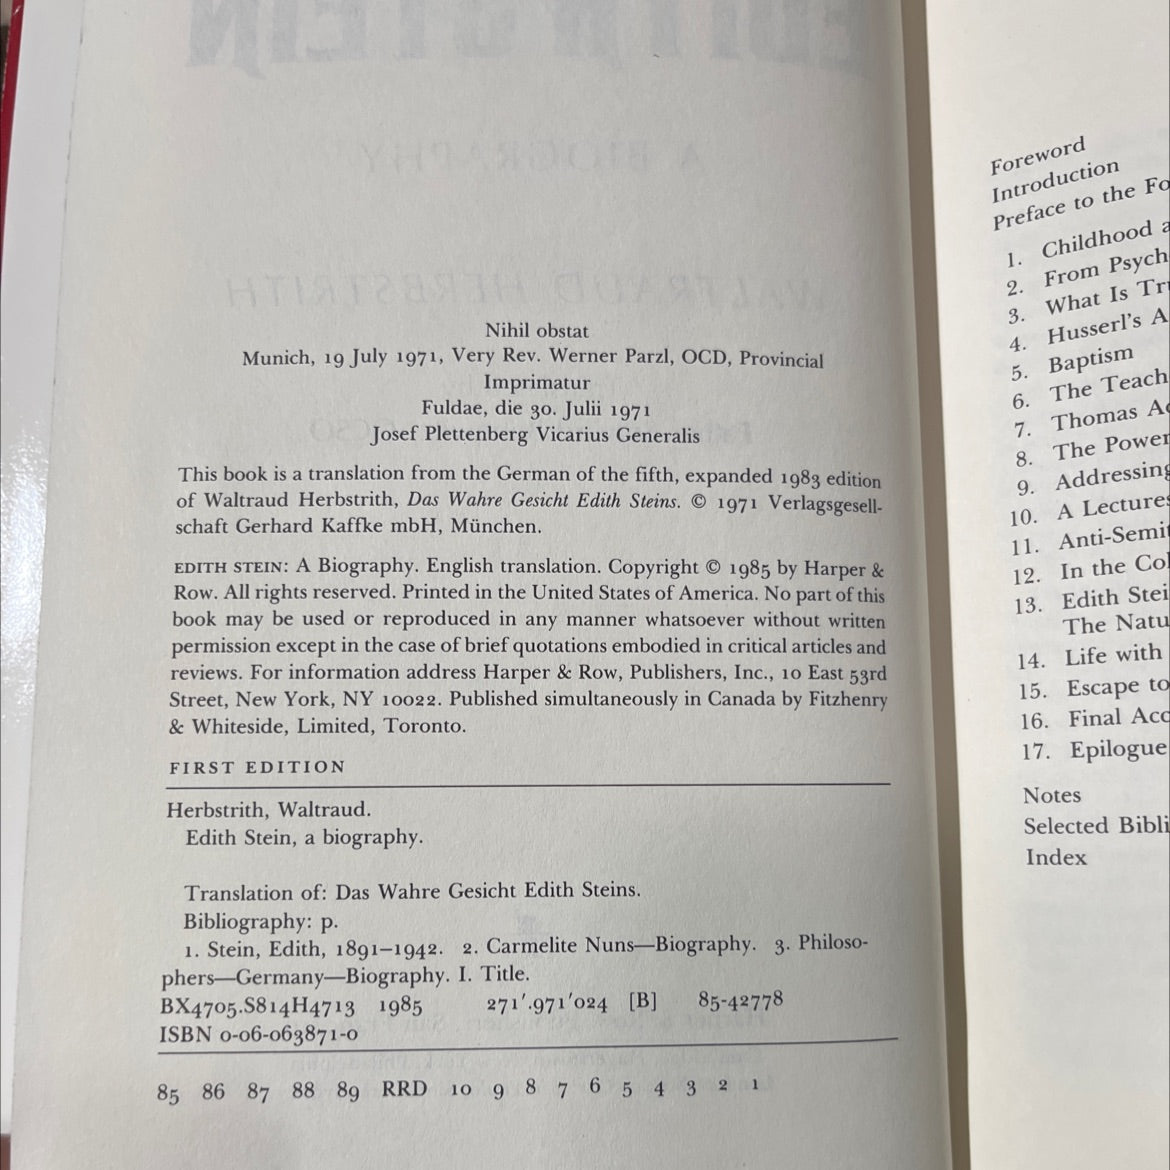 Nihil obstat
Munich, 19 July 1971, Very Rev. Werner Parzl, OCD, Provincial
Imprimatur
Fuldae, die 30. Julii 1971
Josef Plettenberg Vicarius Generalis
This book is a translation from the German of the fifth, expanded 1983 edition
of Waltraud Herbstrith, Das Wahre Gesicht Edith Steins. © 1971 Verlagsgesell-
schaft Gerhard Kaffke mbH, München.
EDITH STEIN: A Biography. English translation. Copyright © 1985 by Harper &
Row. All rights reserved. Printed in the United States of America. No part of this
book may be used or reproduced in any manner whatsoever without written
permission except in the case of brief quotations embodied in critical articles and
reviews. For information address Harper & Row, Publishers, Inc., 10 East 53rd
Street, New York, NY 10022. Published simultaneously in Canada by Fitzhenry
& Whiteside, Limited, Toronto.
FIRST EDITION
Herbstrith, Waltraud.
Edith Stein, a biography.
Translation of: Das Wahre Gesicht Edith Steins.
Bibliography: p.
1. Stein, Edith, 1891–1942. 2. Carmelite Nuns—Biography. 3. Philoso-
phers—Germany—Biography. I. Title.
BX4705.S814H4713 1985 271′.971′024 [B] 85-42778
ISBN 0-06-063871-0
85 86 87 88 89 RRD 10 9 8 7 6 5 4 3 2 1
Foreword
Introduction
Preface to the Fo
1. Childhood a
2. From Psych
3. What Is Tr
4. Husserl's A
5. Baptism
6. The Teach
7. Thomas A
8. The Power
9. Addressing
10. A Lectures
11. Anti-Semit
12. In the Col
13. Edith Stei
The Natu
14. Life with
15. Escape to
16. Final Acc
17. Epilogue
Notes
Selected Bibli
Index